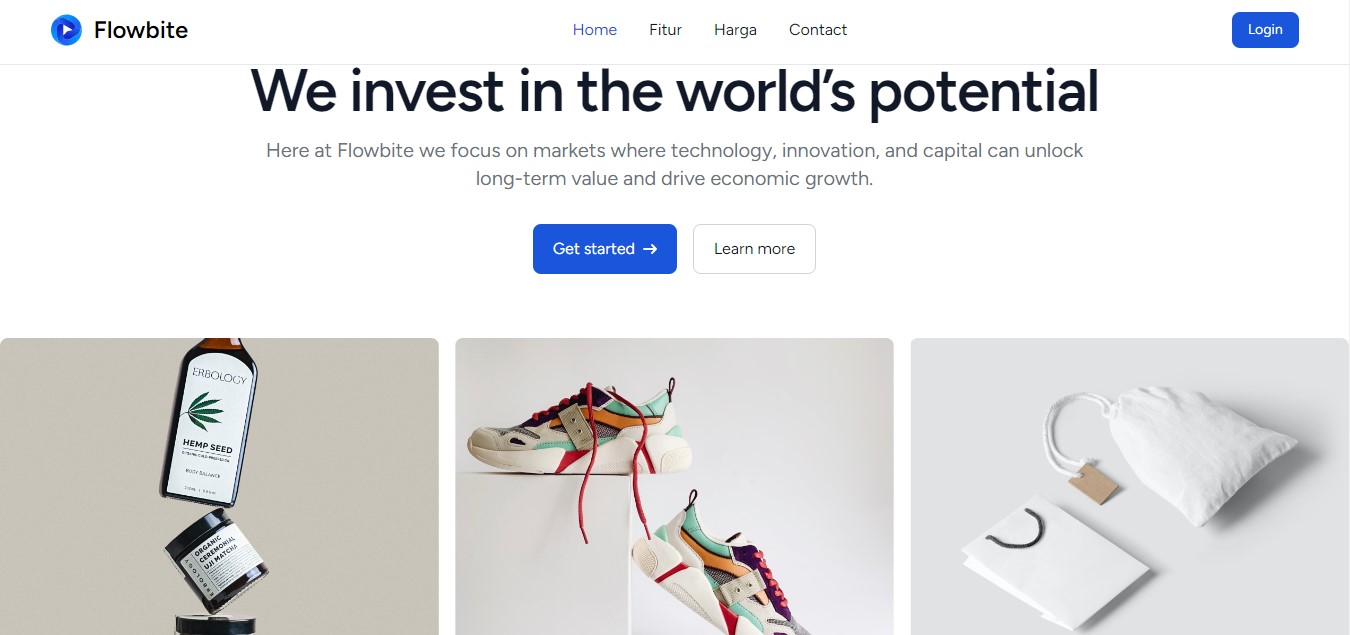 Flowbite
Home
Fitur
Harga
Contact
Login
We invest in the world’s potential
Here at Flowbite we focus on markets where technology, innovation, and capital can unlock
long-term value and drive economic growth.
Get started →
Learn more
ERBOLOGY
HEMP SEED
BODY BALANCE
ORGANIC
CEREMONIAL
UJI MATCHA